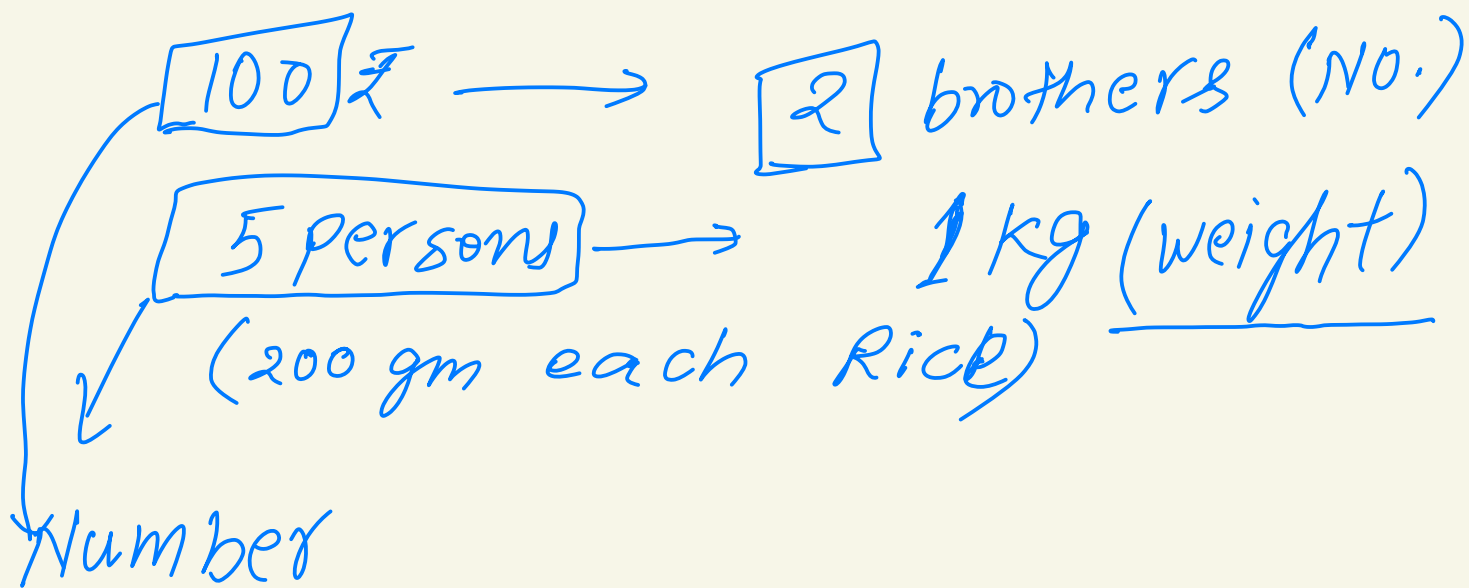 100 ₹ → 2 brothers (No.)
5 persons → 1 kg (weight)
(200 gm each Rice)
Number